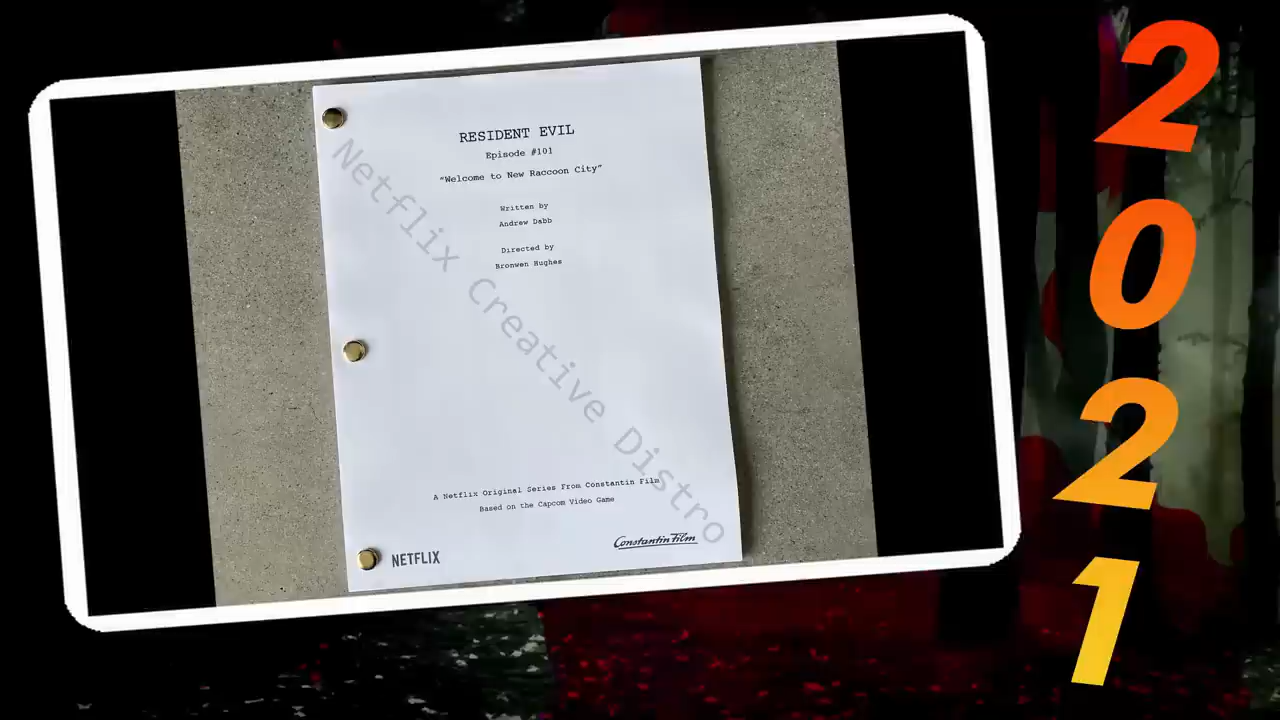 RESIDENT EVIL
Episode #101
"Welcome to New Raccoon City"
Written by
Andrew Dabb
Directed by
Bronwen Hughes
Netflix Creative Distro
A Netflix Original Series From Constantin Film
Based on the Capcom Video Game
NETFLIX
Constantin Film
2
0
2
1